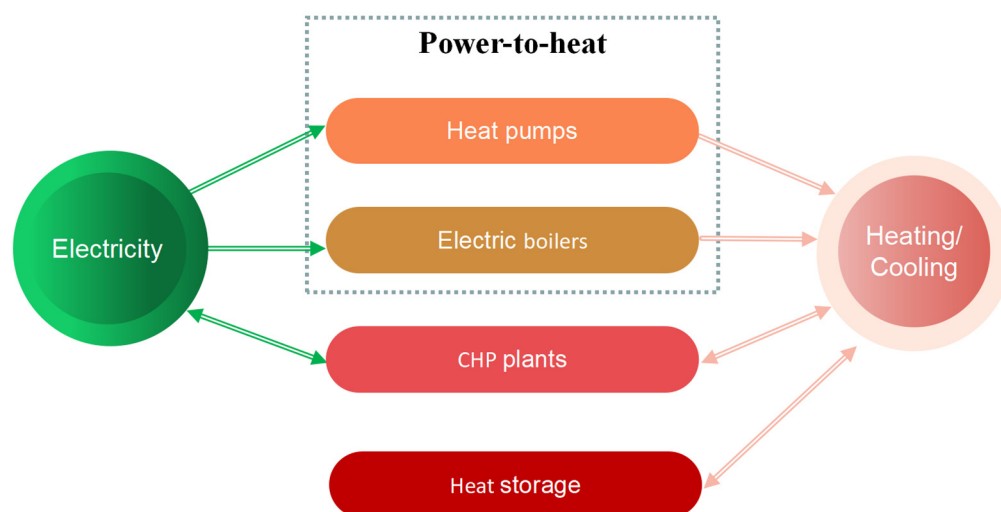 Power-to-heat
Heat pumps
Electricity
Electric boilers
Heating/
Cooling
CHP plants
Heat storage